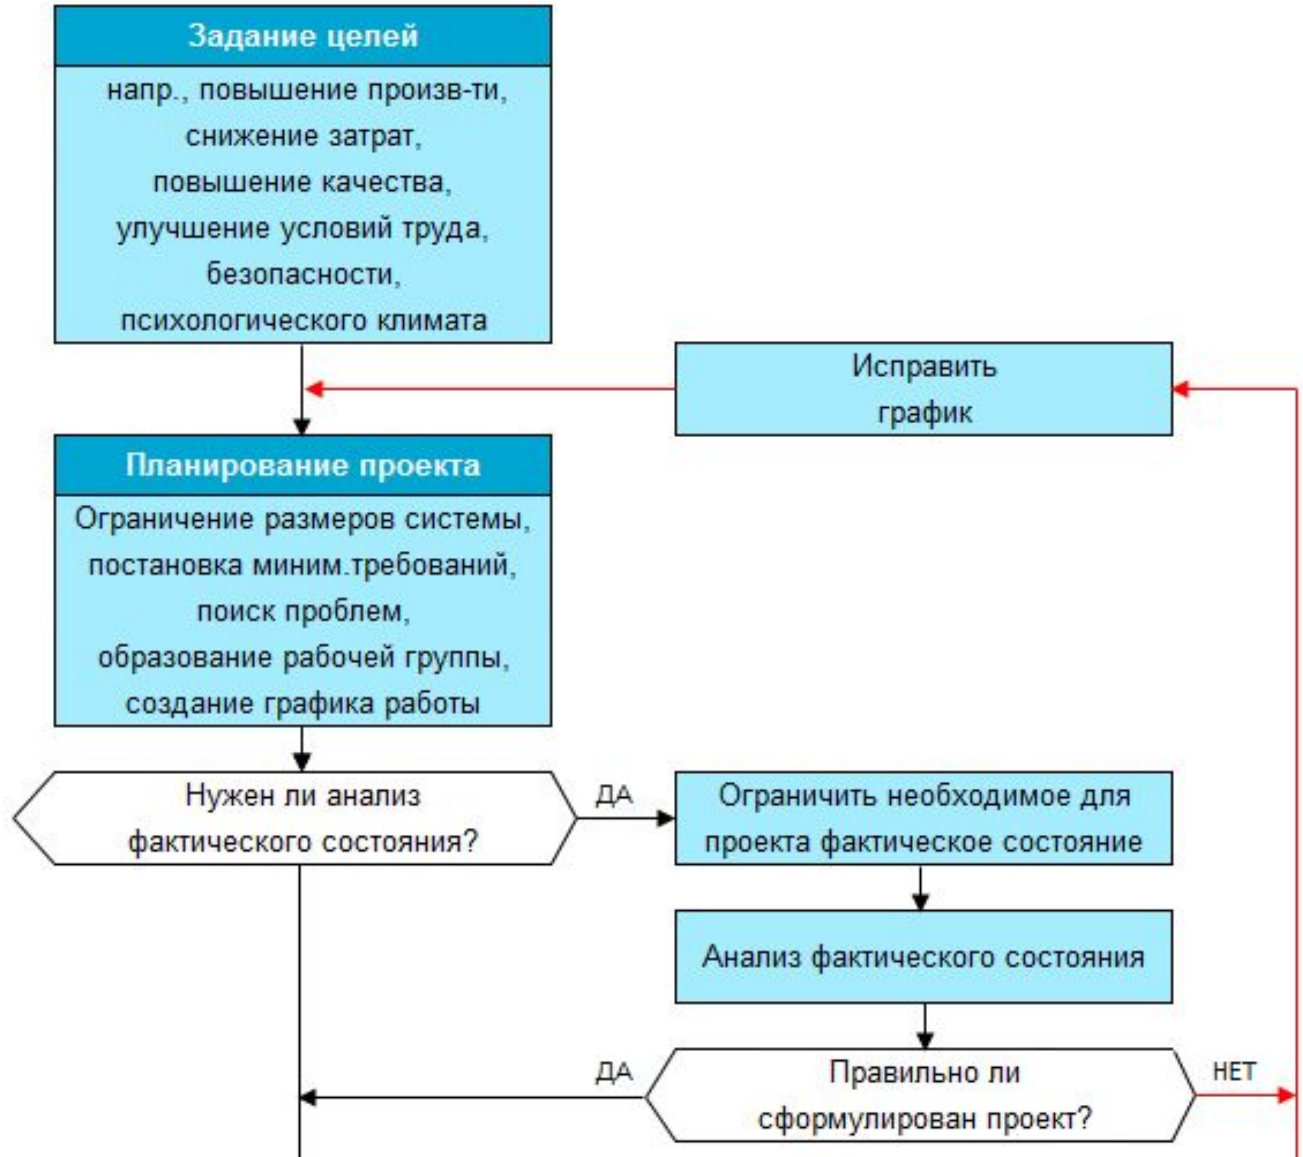 Задание целей
напр., повышение произв-ти,
снижение затрат,
повышение качества,
улучшение условий труда,
безопасности,
психологического климата
Исправить
график
Планирование проекта
Ограничение размеров системы,
постановка миним.требований,
поиск проблем,
образование рабочей группы,
создание графика работы
Нужен ли анализ
фактического состояния?
ДА
Ограничить необходимое для
проекта фактическое состояние
Анализ фактического состояния
ДА
Правильно ли
сформулирован проект?
НЕТ